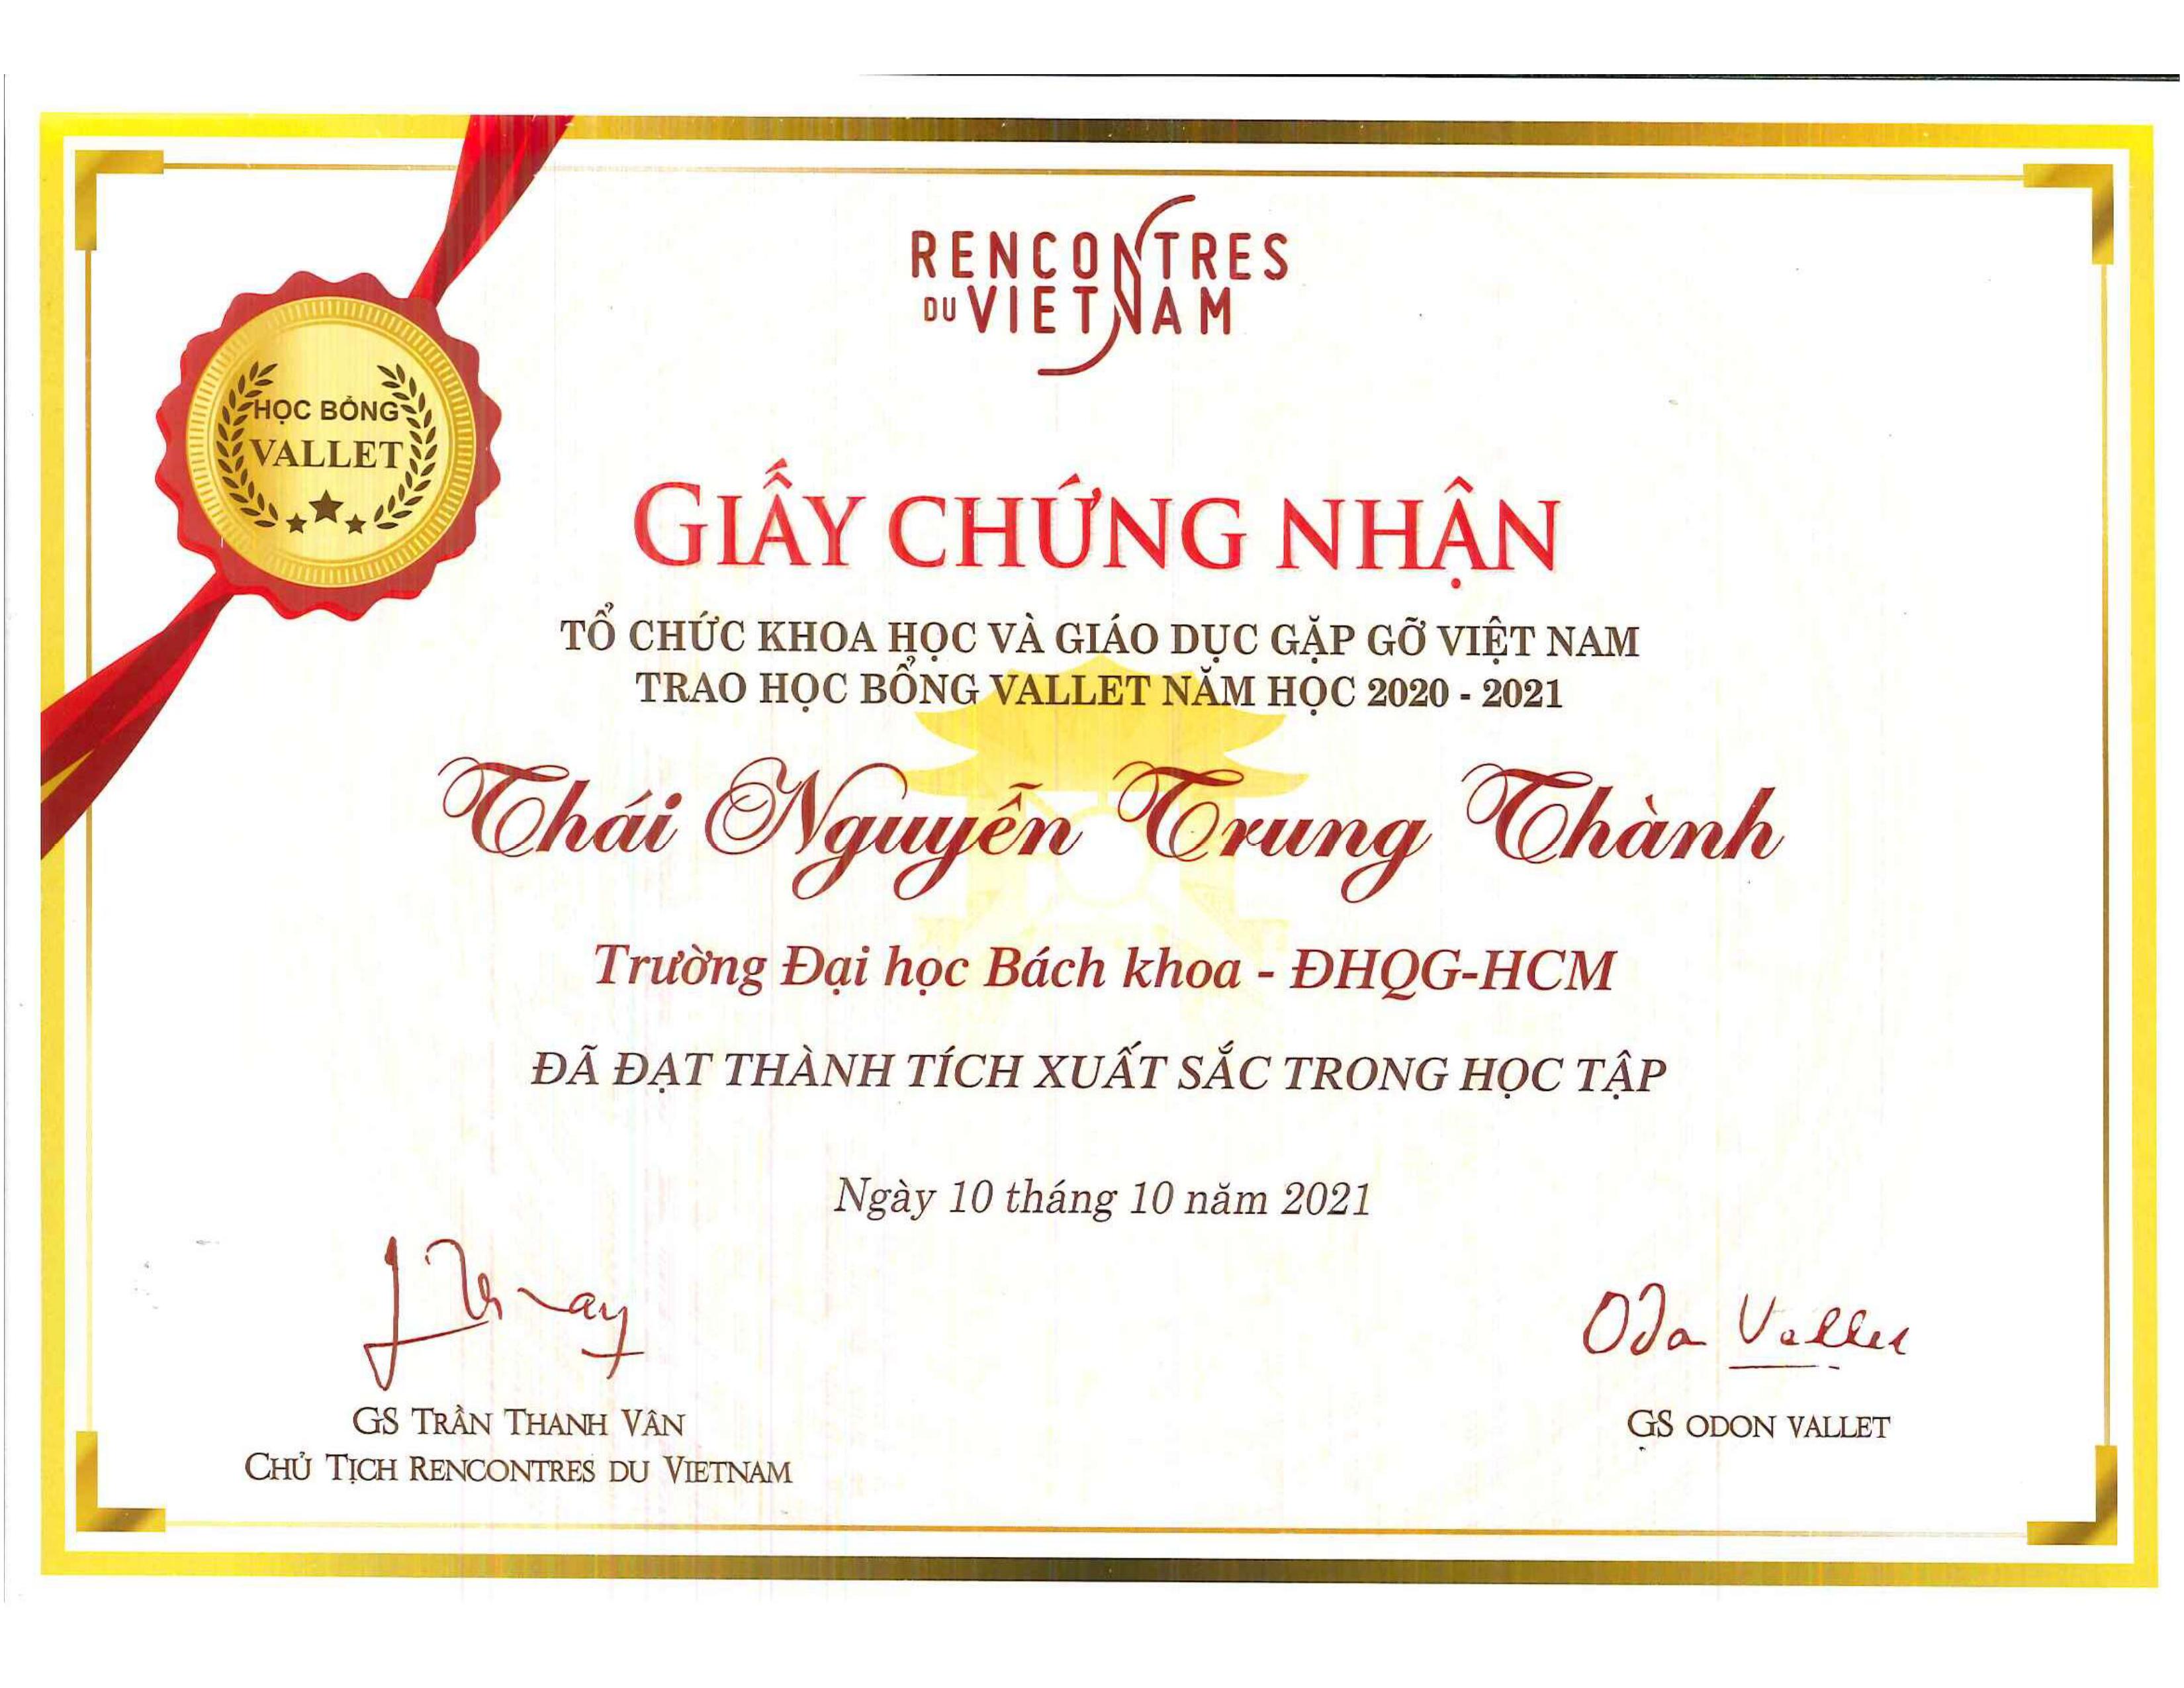 RENCONTRES
DU VIETNAM
HỌC BỔNG
VALLET
GIẤY CHỨNG NHẬN
TỔ CHỨC KHOA HỌC VÀ GIÁO DỤC GẶP GỠ VIỆT NAM
TRAO HỌC BỔNG VALLET NĂM HỌC 2020 - 2021
Thái Nguyễn Trung Thành
Trường Đại học Bách khoa - ĐHQG-HCM
ĐÃ ĐẠT THÀNH TÍCH XUẤT SẮC TRONG HỌC TẬP
Ngày 10 tháng 10 năm 2021
Odon Vallet
GS TRẦN THANH VÂN
CHỦ TỊCH RENCONTRES DU VIETNAM
GS ODON VALLET